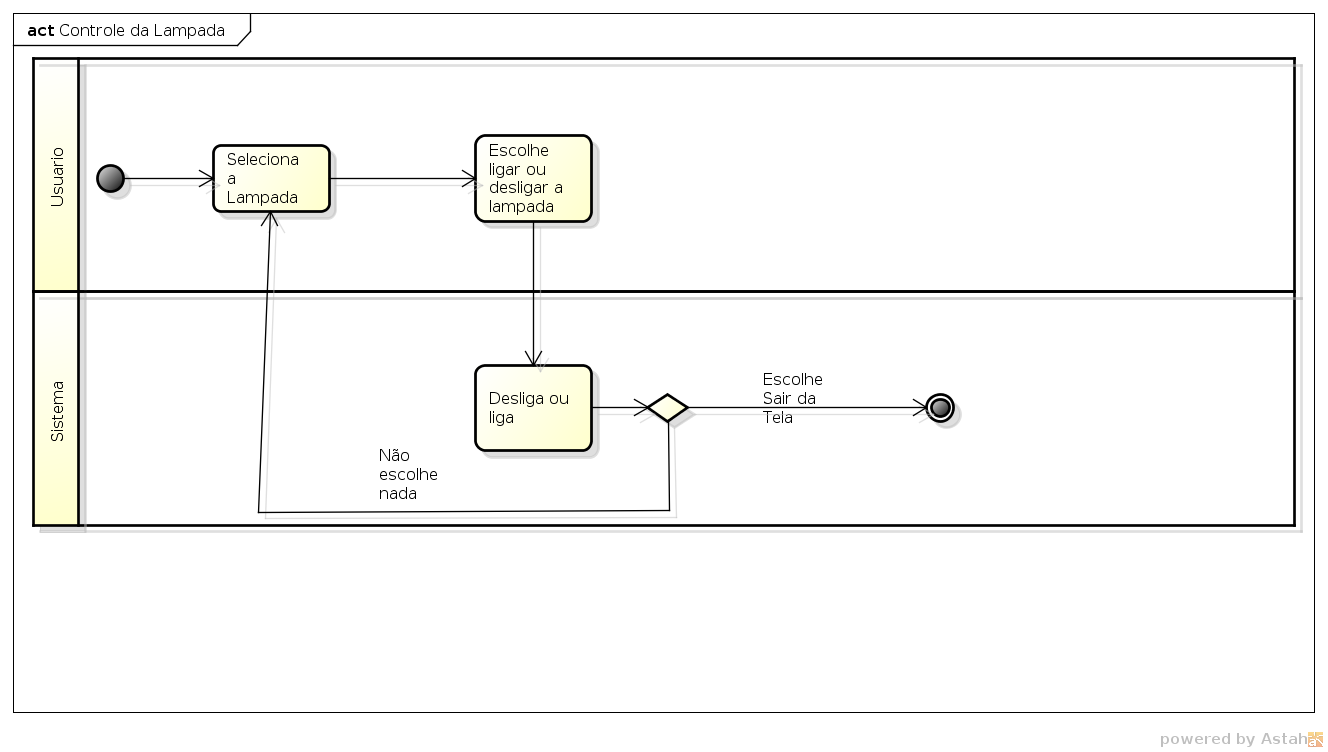 act Controle da Lampada
Usuario
Seleciona
a
Lampada
Escolhe
ligar ou
desligar a
lampada
Sistema
Desliga ou
liga
Escolhe
Sair da
Tela
Não
escolhe
nada
powered by Astah